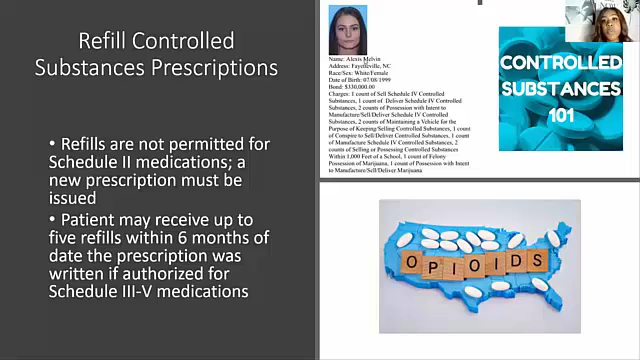 Refill Controlled
Substances Prescriptions
• Refills are not permitted for
Schedule II medications; a
new prescription must be
issued
• Patient may receive up to
five refills within 6 months of
date the prescription was
written if authorized for
Schedule III-V medications
Name: Alexis Melvin
Address: Fayetteville, NC
Race/Sex: White/Female
Date of Birth: 07/08/1999
Bond: $330,000.00
Charges: 1 count of Sell Schedule IV Controlled
Substances, 1 count of Deliver Schedule IV Controlled
Substances, 2 counts of Possession with Intent to
Manufacture/Sell/Deliver Schedule IV Controlled
Substances, 2 counts of Maintaining a Vehicle for the
Purpose of Keeping/Selling Controlled Substances, 1 count
of Conspire to Sell/Deliver Controlled Substances, 1 count
of Manufacture Schedule IV Controlled Substances, 2
counts of Selling or Possessing Controlled Substances
Within 1,000 Feet of a School, 1 count of Felony
Possession of Marijuana, 1 count of Possession with Intent
to Manufacture/Sell/Deliver Marijuana
CONTROLLED
SUBSTANCES
101
OPIOIDS